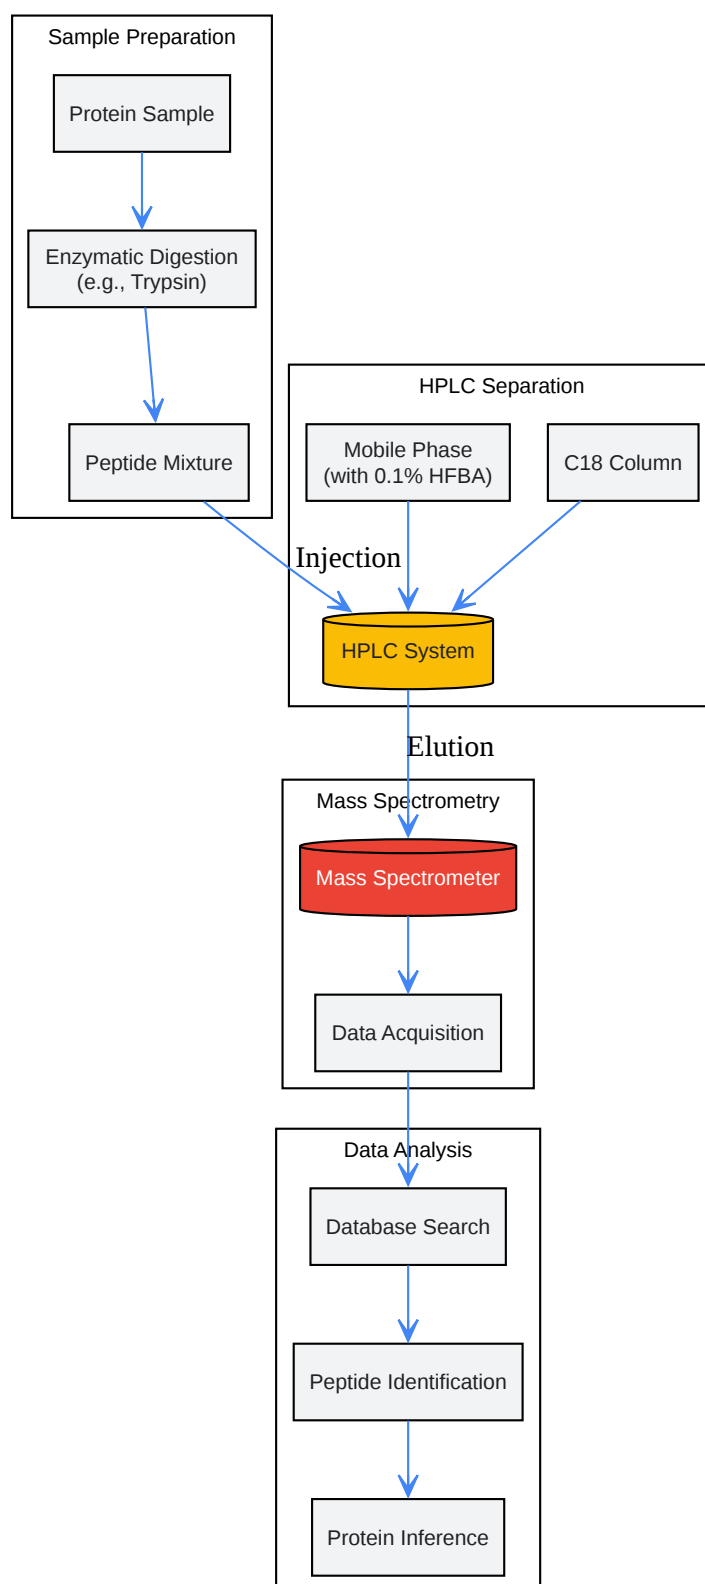 Sample Preparation
Protein Sample
Enzymatic Digestion
(e.g., Trypsin)
Peptide Mixture
HPLC Separation
Mobile Phase
(with 0.1% HFBA)
C18 Column
Injection
HPLC System
Elution
Mass Spectrometry
Mass Spectrometer
Data Acquisition
Data Analysis
Database Search
Peptide Identification
Protein Inference